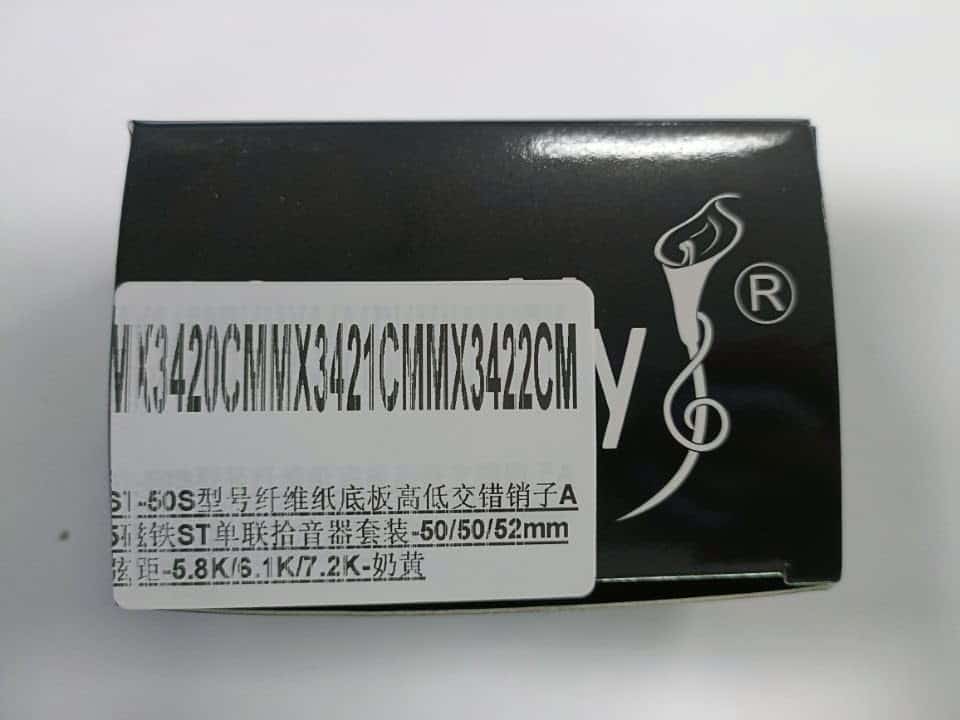 MX3420CMMX3421CMMX3422CM
y ®
ST-50S型号纤维纸底板高低交错销子A
5磁铁ST单联拾音器套装-50/50/52mm
弦距-5.8K/6.1K/7.2K-奶黄